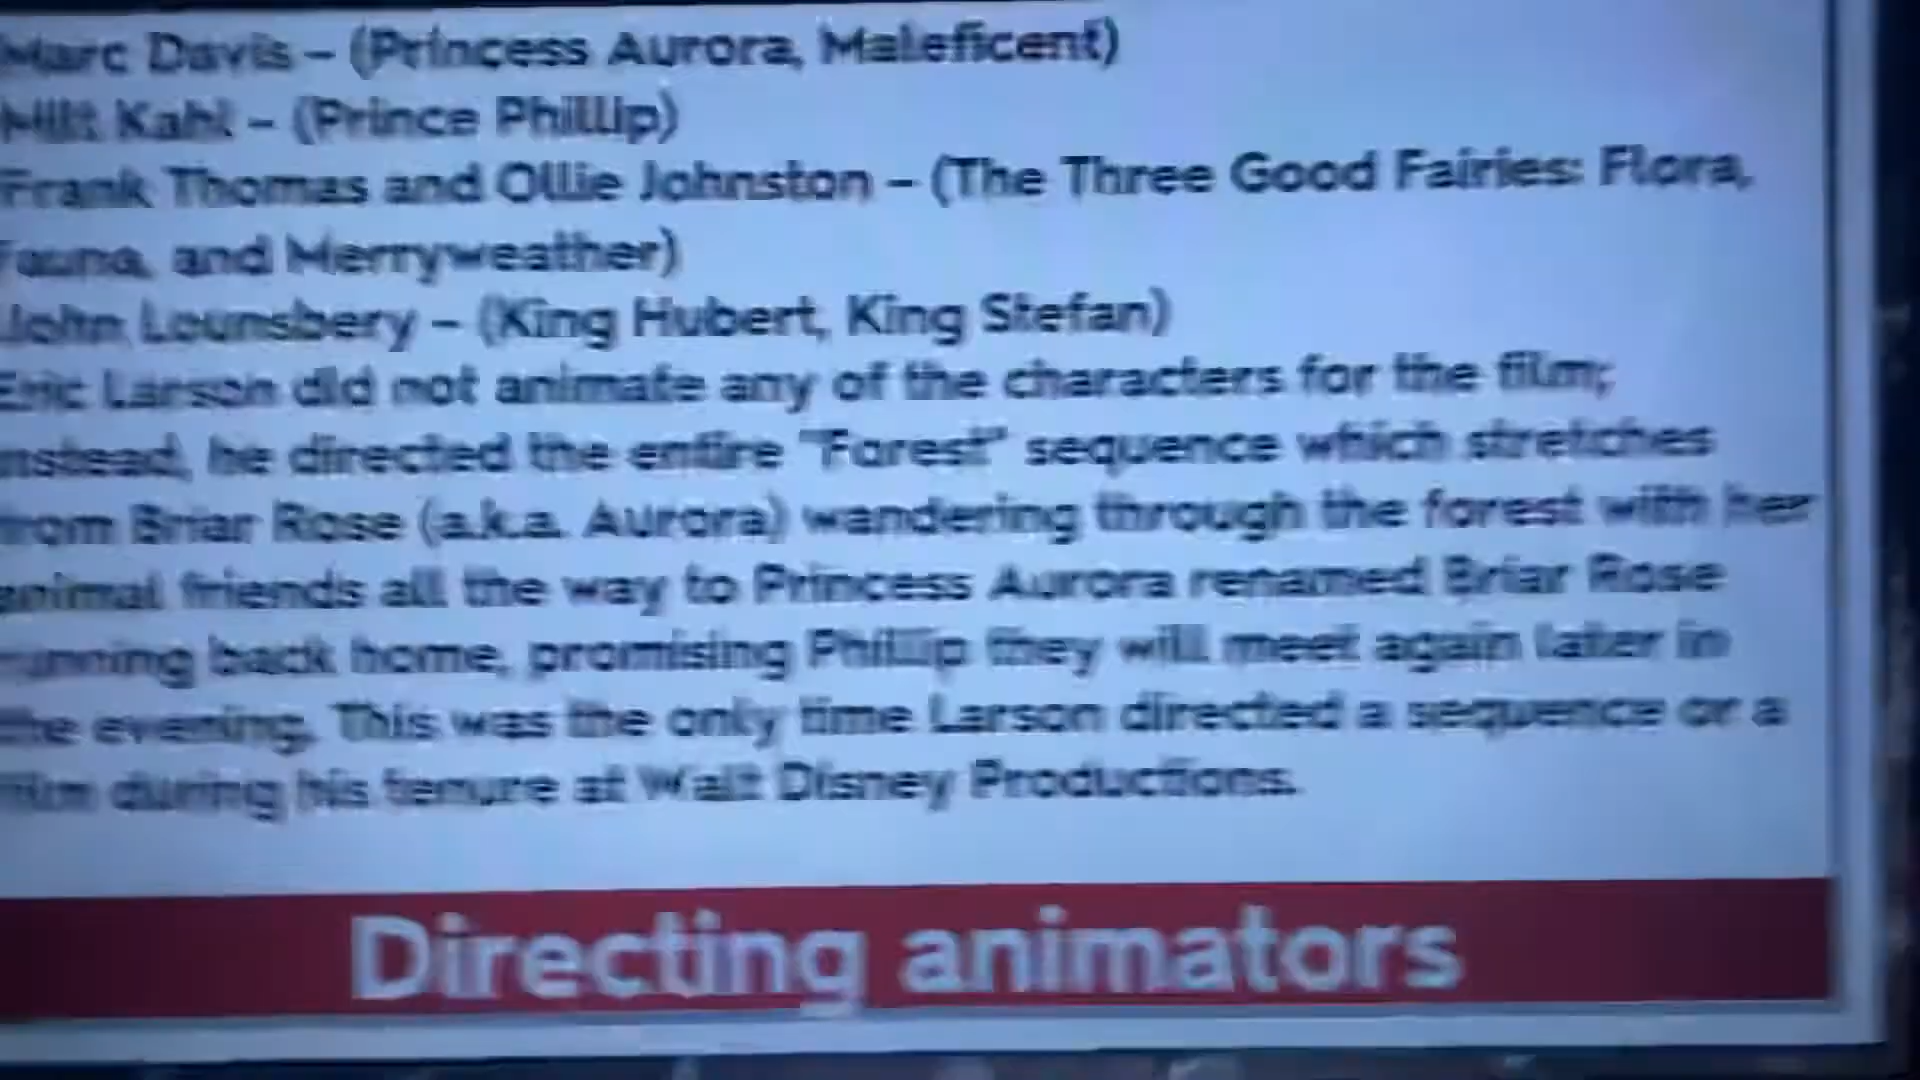 Marc Davis – (Princess Aurora, Maleficent)
Milt Kahl – (Prince Phillip)
Frank Thomas and Ollie Johnston – (The Three Good Fairies: Flora,
Fauna, and Merryweather)
John Lounsbery – (King Hubert, King Stefan)
Eric Larson did not animate any of the characters for the film;
instead, he directed the entire "Forest" sequence which stretches
from Briar Rose (a.k.a. Aurora) wandering through the forest with her
animal friends all the way to Princess Aurora renamed Briar Rose
running back home, promising Phillip they will meet again later in
the evening. This was the only time Larson directed a sequence or a
film during his tenure at Walt Disney Productions.
Directing animators